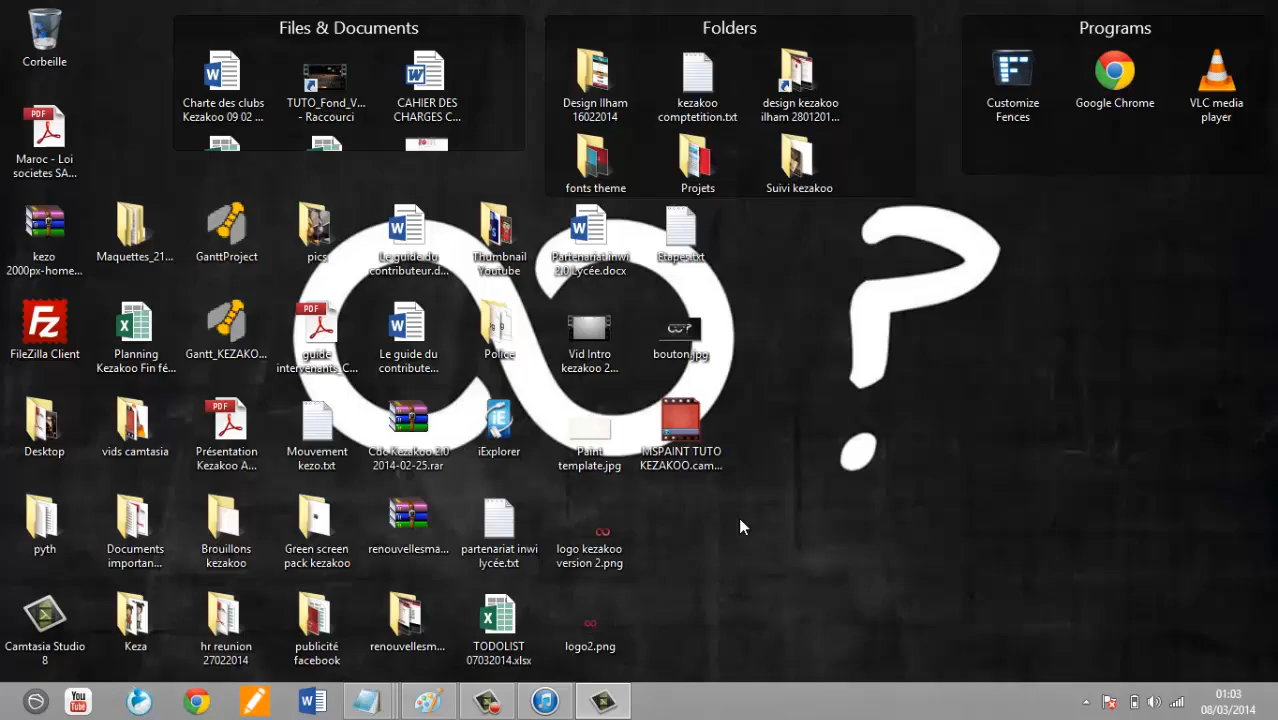 Files & Documents
Folders
Programs
Corbeille
Charte des clubs
Kezakoo 09 02 ...
TUTO_Fond_V...
- Raccourci
CAHIER DES
CHARGES C...
Design Ilham
16022014
kezakoo
comptetition.txt
design kezakoo
ilham 2801201...
Customize
Fences
Google Chrome
VLC media
player
Maroc - Loi
societes SA...
fonts theme
Projets
Suivi kezakoo
kezo
2000px-home...
Maquettes_21...
GanttProject
pics
Le guide du
contributeur.d...
Thumbnail
Youtube
Partenariat inwi
2.0 Lycée.docx
Etapes.txt
FileZilla Client
Planning
Kezakoo Fin fé...
Gantt_KEZAKO...
guide
intervenants_C...
Le guide du
contribute...
Police
Vid Intro
kezakoo 2...
bouton.jpg
Desktop
vids camtasia
Présentation
Kezakoo A...
Mouvement
kezo.txt
Cdc Kezakoo 2.0
2014-02-25.rar
iExplorer
Paint
template.jpg
MSPAINT TUTO
KEZAKOO.cam...
pyth
Documents
importan...
Brouillons
kezakoo
Green screen
pack kezakoo
renouvellesma...
partenariat inwi
lycée.txt
logo kezakoo
version 2.png
Camtasia Studio
8
Keza
hr reunion
27022014
publicité
facebook
renouvellesm...
TODOLIST
07032014.xlsx
logo2.png
You
Tube
01:03
08/03/2014